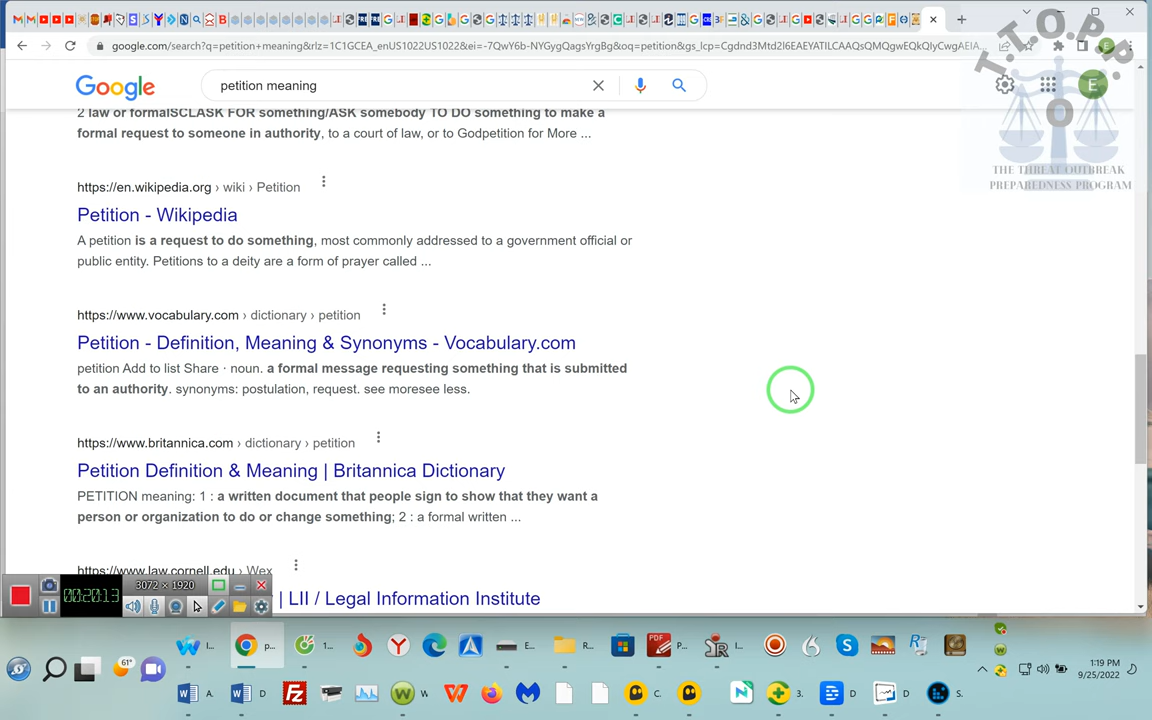 google.com/search?q=petition+meaning&rlz=1C1GCEA_enUS1022US1022&ei=-7QwY6b-NYGygQagsYrgBg&oq=petition&gs_lcp=Cgdnd3Mtd2l6EAEYATILCAAQsQMQgwEQkQIyCwgAEIA...
T.T.O.P.P.
O
Google
petition meaning
E
THE THREAT OUTBREAK
PREPAREDNESS PROGRAM
2 law or formalSCLASK FOR something/ASK somebody TO DO something to make a
formal request to someone in authority, to a court of law, or to Godpetition for More ...
https://en.wikipedia.org › wiki › Petition
Petition - Wikipedia
A petition is a request to do something, most commonly addressed to a government official or
public entity. Petitions to a deity are a form of prayer called ...
https://www.vocabulary.com › dictionary › petition
Petition - Definition, Meaning & Synonyms - Vocabulary.com
petition Add to list Share · noun. a formal message requesting something that is submitted
to an authority. synonyms: postulation, request. see moresee less.
https://www.britannica.com › dictionary › petition
Petition Definition & Meaning | Britannica Dictionary
PETITION meaning: 1 : a written document that people sign to show that they want a
person or organization to do or change something; 2 : a formal written ...
https://www.law.cornell.edu › Wex
| LII / Legal Information Institute
3072 × 1920
00:20:13
I... p... 1... E... R... P... I...
61°
1:19 PM
9/25/2022
A. D W C. 3. D D S.